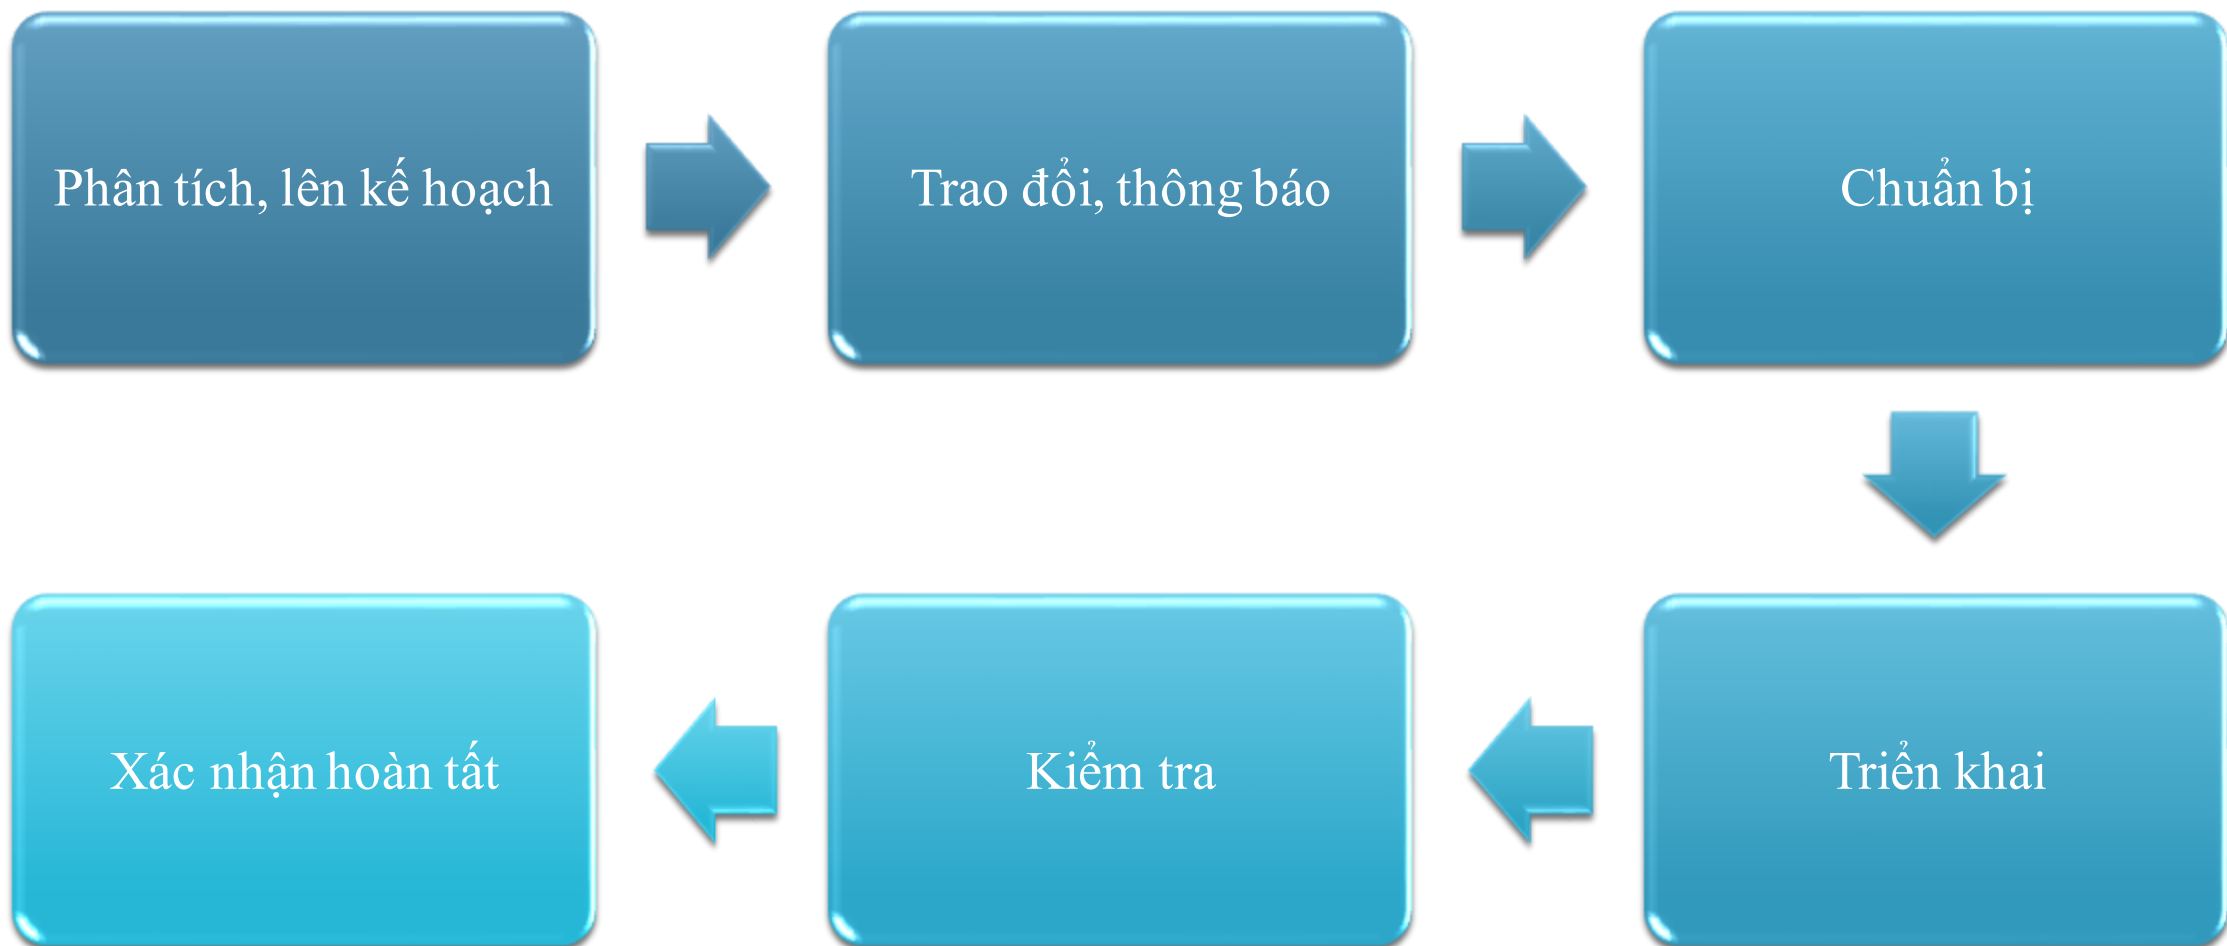 Phân tích, lên kế hoạch
Trao đổi, thông báo
Chuẩn bị
Triển khai
Kiểm tra
Xác nhận hoàn tất